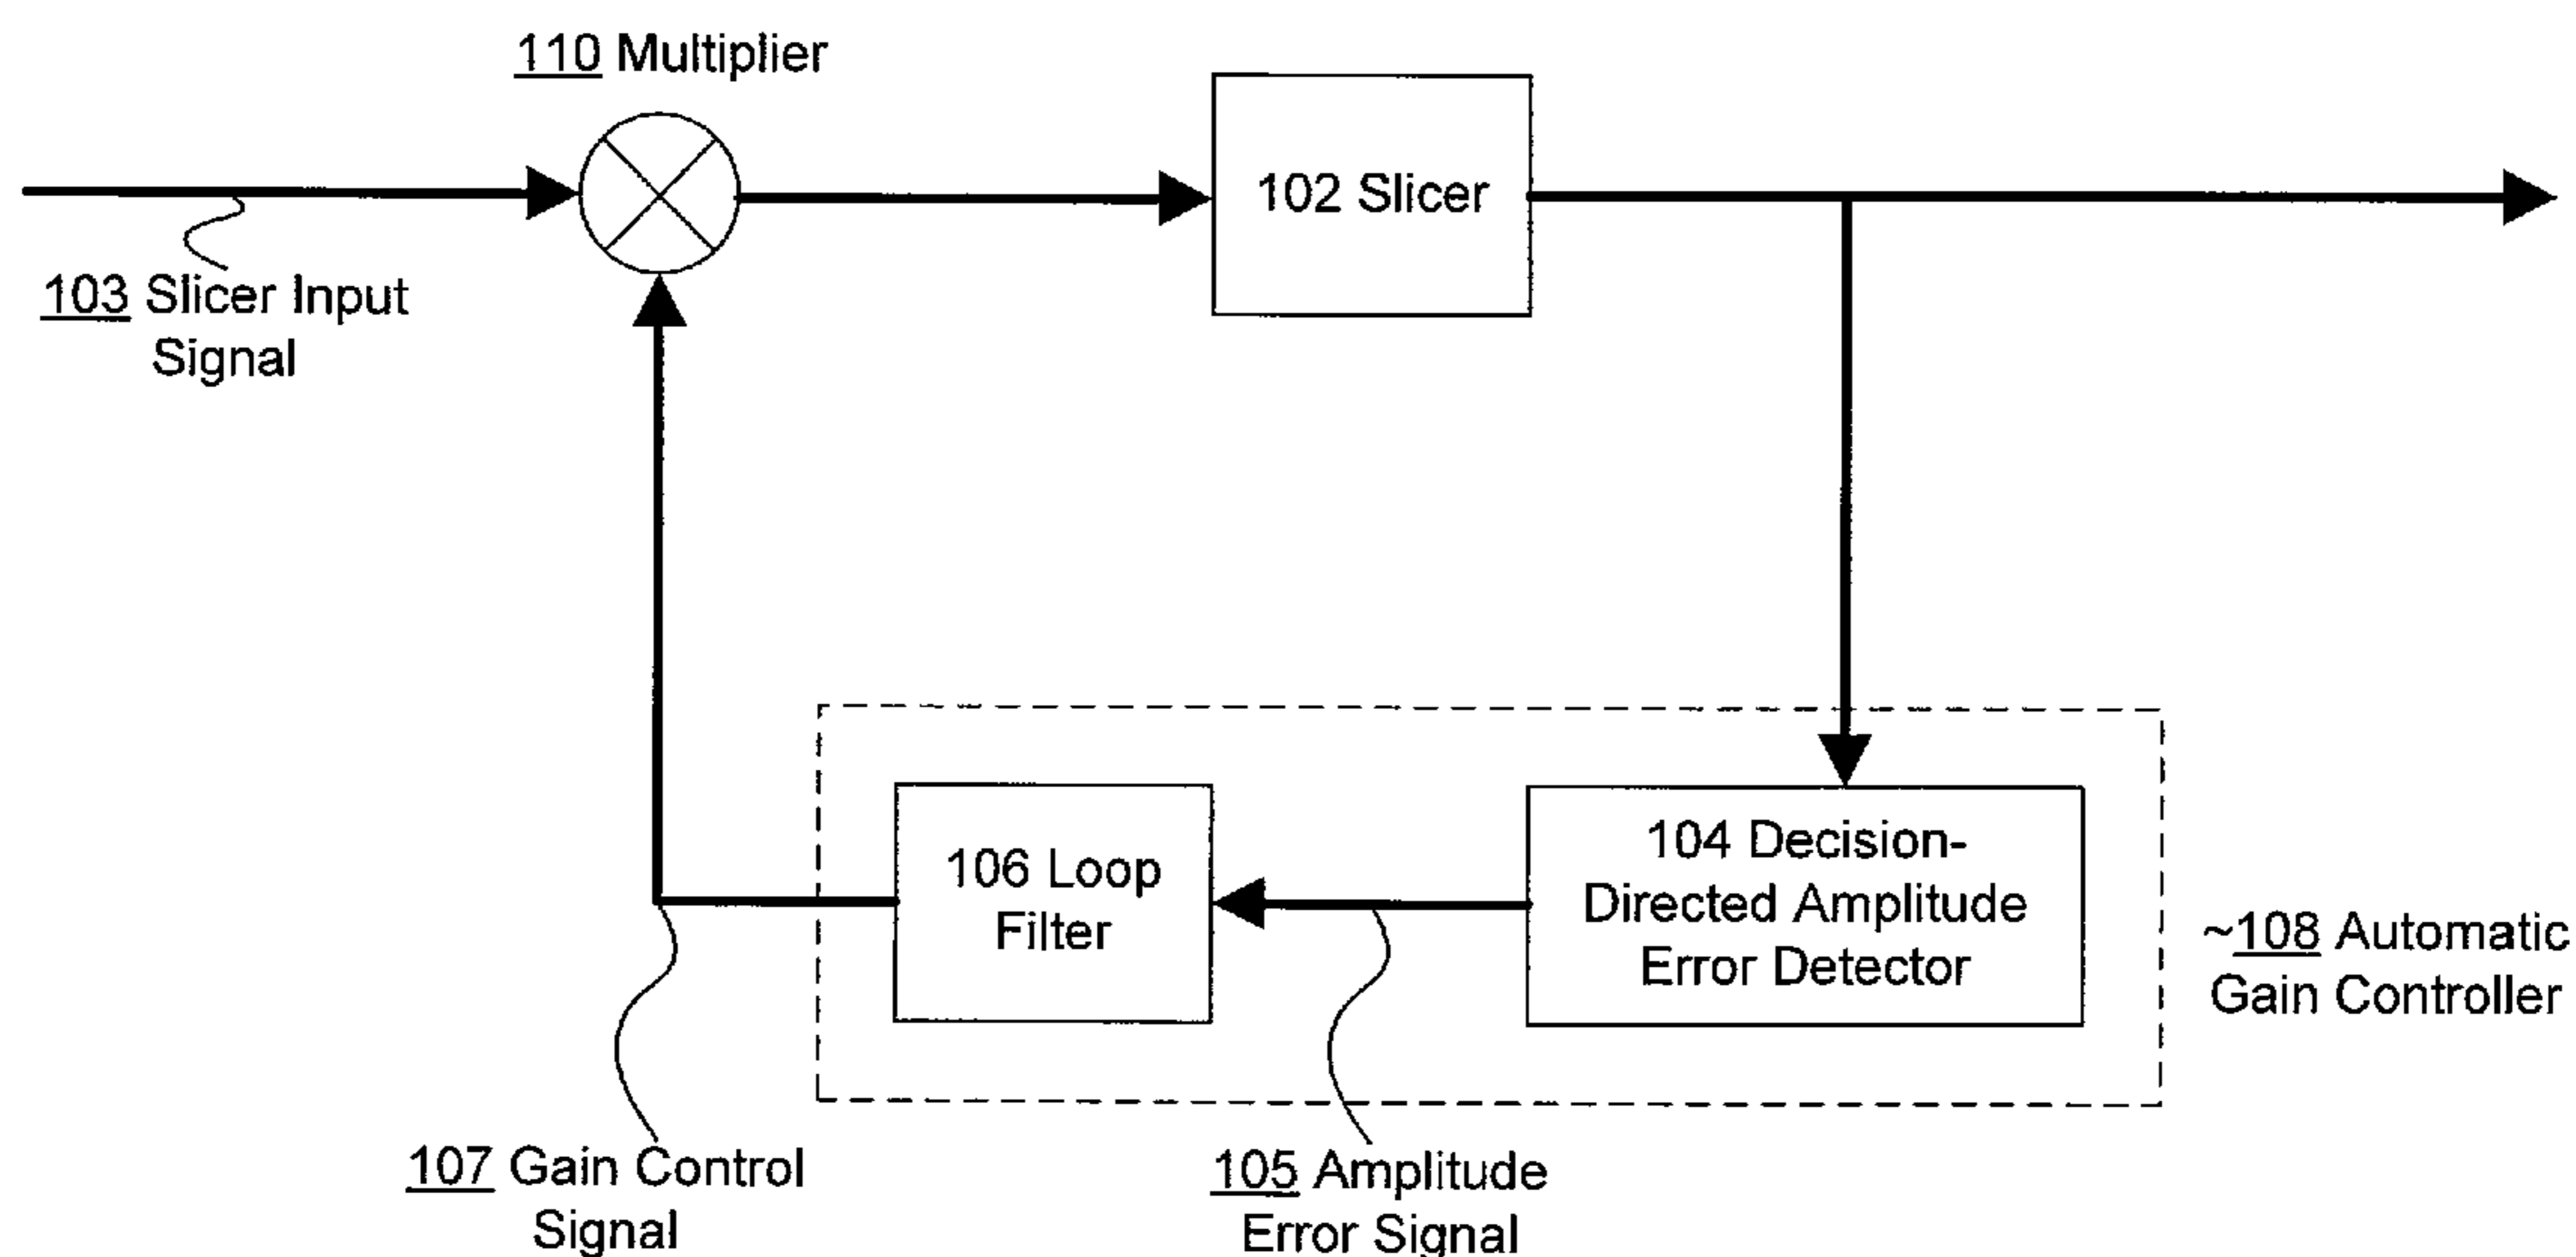 110 Multiplier
102 Slicer
103 Slicer Input
Signal
106 Loop
Filter
104 Decision-
Directed Amplitude
Error Detector
~108 Automatic
Gain Controller
107 Gain Control
Signal
105 Amplitude
Error Signal